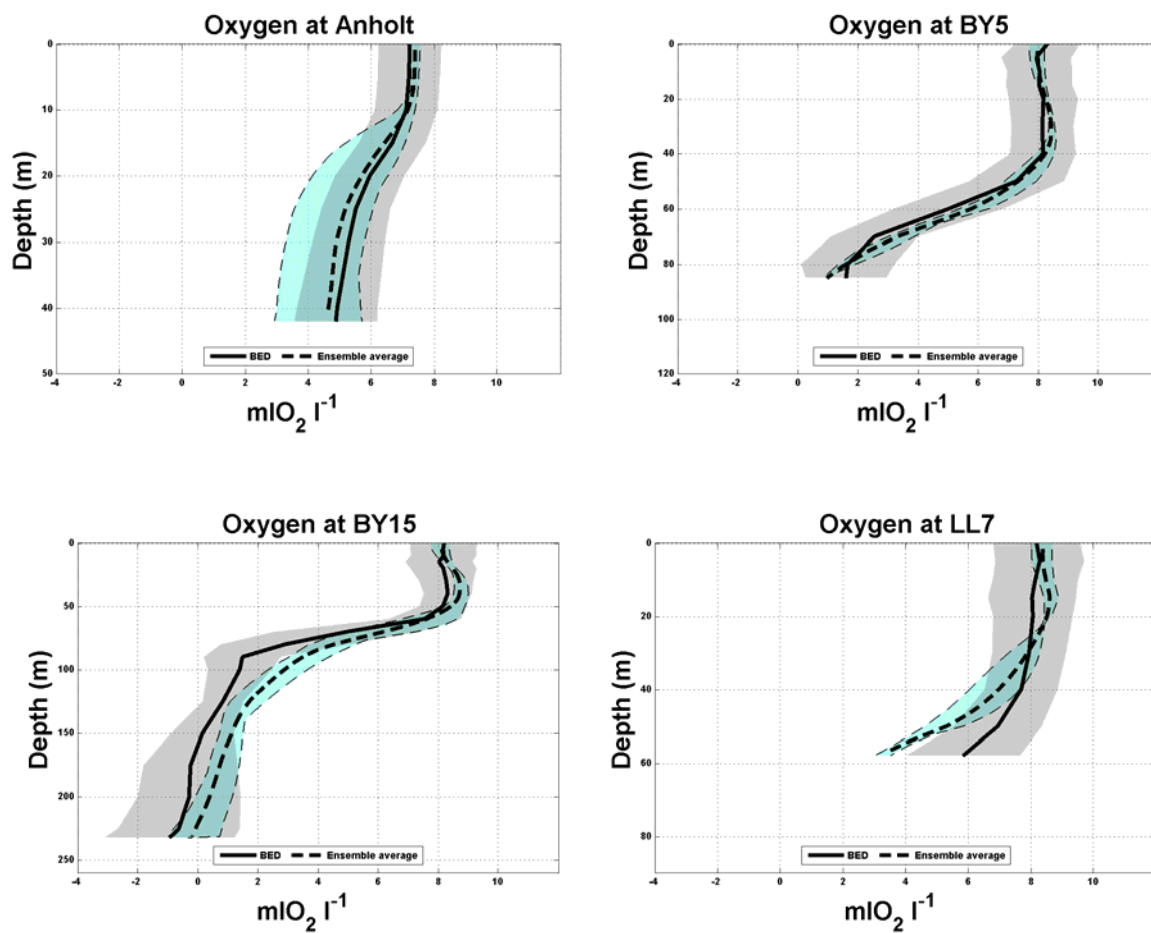 Oxygen at Anholt
0
10
20
30
40
50
-4
-2
0
2
4
6
8
10
Depth (m)
BED
Ensemble average
mlO2 l-1
Oxygen at BY5
0
20
40
60
80
100
120
-4
-2
0
2
4
6
8
10
Depth (m)
BED
Ensemble average
mlO2 l-1
Oxygen at BY15
0
50
100
150
200
250
-4
-2
0
2
4
6
8
10
Depth (m)
BED
Ensemble average
mlO2 l-1
Oxygen at LL7
0
20
40
60
80
-4
-2
0
2
4
6
8
10
Depth (m)
BED
Ensemble average
mlO2 l-1